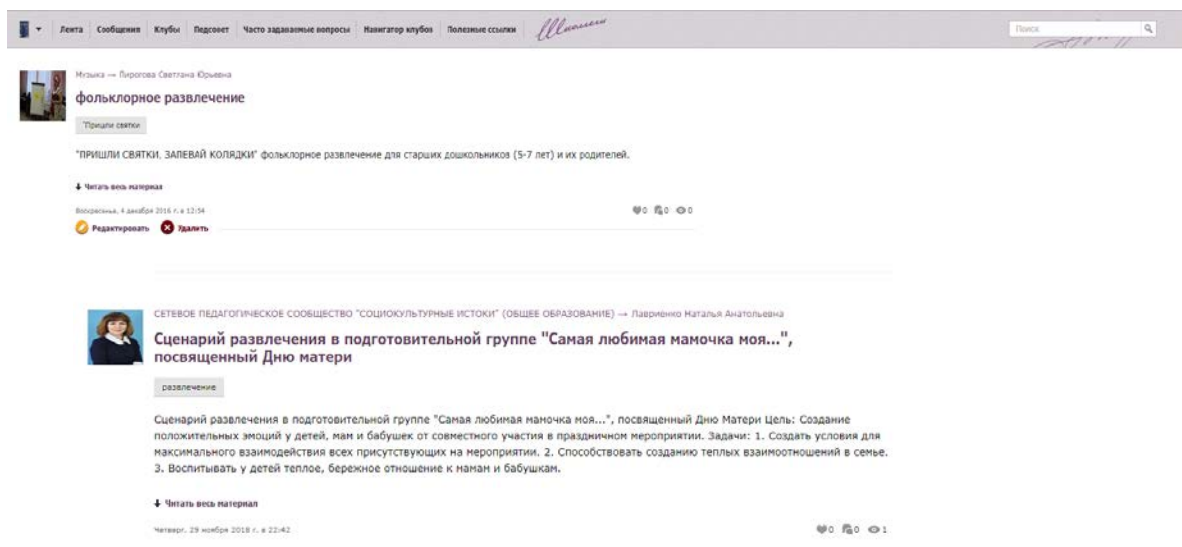 Лента Сообщения Клубы Педсовет Часто задаваемые вопросы Навигатор клубов Полезные ссылки
Поиск
Музыка → Пирогова Светлана Юрьевна
фольклорное развлечение
"Пришли святки
"ПРИШЛИ СВЯТКИ, ЗАПЕВАЙ КОЛЯДКИ" фольклорное развлечение для старших дошкольников (5-7 лет) и их родителей.
Читать весь материал
Воскресенье, 4 декабря 2016 г. в 12:54
0 0 0
Редактировать Удалить
СЕТЕВОЕ ПЕДАГОГИЧЕСКОЕ СООБЩЕСТВО "СОЦИОКУЛЬТУРНЫЕ ИСТОКИ" (ОБЩЕЕ ОБРАЗОВАНИЕ) → Лавриенко Наталья Анатольевна
Сценарий развлечения в подготовительной группе "Самая любимая мамочка моя...",
посвященный Дню матери
развлечение
Сценарий развлечения в подготовительной группе "Самая любимая мамочка моя...", посвященный Дню Матери Цель: Создание
положительных эмоций у детей, мам и бабушек от совместного участия в праздничном мероприятии. Задачи: 1. Создать условия для
максимального взаимодействия всех присутствующих на мероприятии. 2. Способствовать созданию теплых взаимоотношений в семье.
3. Воспитывать у детей теплое, бережное отношение к мамам и бабушкам.
Читать весь материал
Четверг, 29 ноября 2018 г. в 22:42
0 0 1